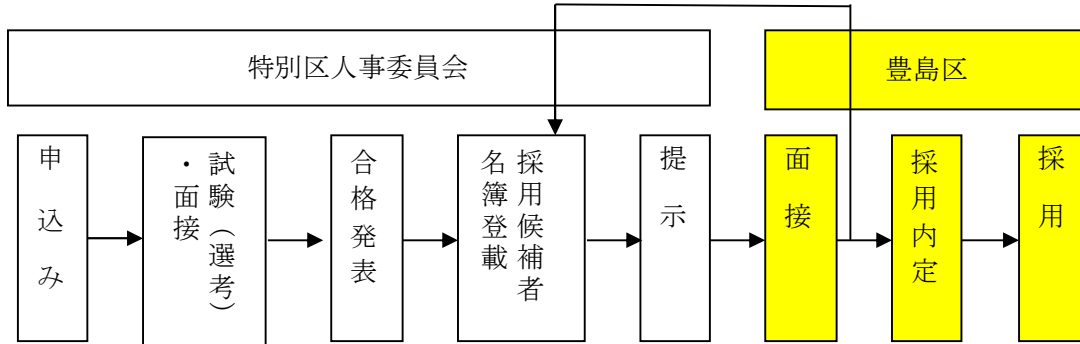 特別区人事委員会
豊島区
申込み
試験(選考)
・面接
合格発表
採用候補者
名簿登載
提示
面接
採用内定
採用